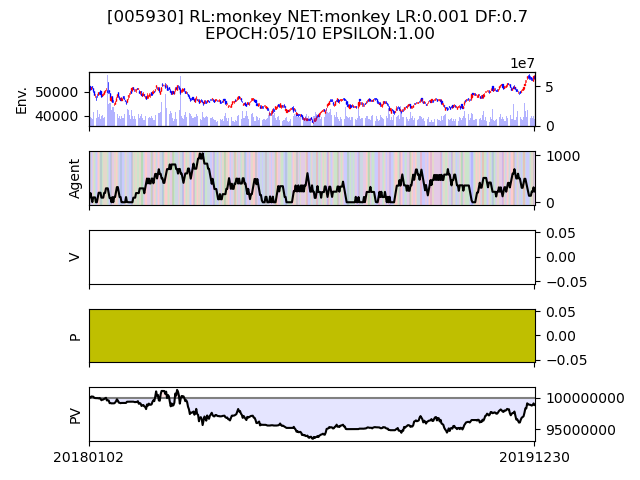 [005930] RL:monkey NET:monkey LR:0.001 DF:0.7
EPOCH:05/10 EPSILON:1.00
1e7
Env.
50000
40000
5
0
Agent
1000
0
V
0.05
0.00
−0.05
P
0.05
0.00
−0.05
PV
100000000
95000000
20180102
20191230